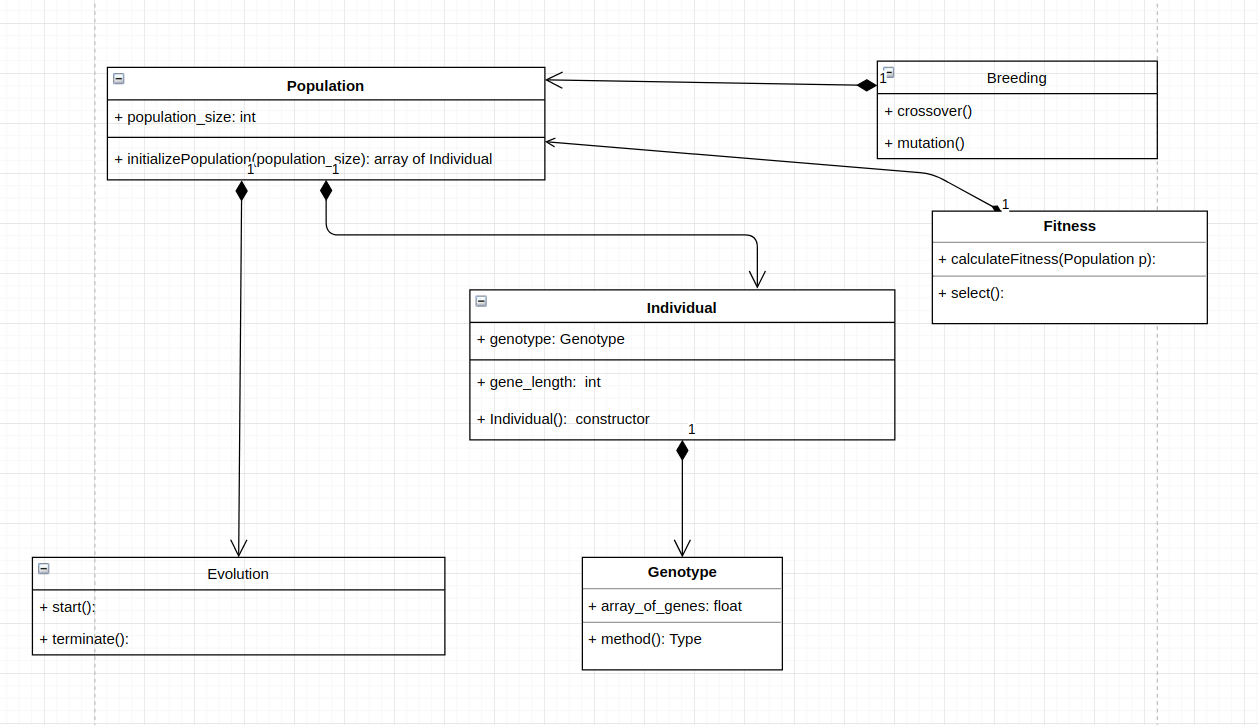 Population
+ population_size: int
+ initializePopulation(population_size): array of Individual
1
1
1
Breeding
+ crossover()
+ mutation()
1
Fitness
+ calculateFitness(Population p):
+ select():
Individual
+ genotype: Genotype
+ gene_length:  int
+ Individual():  constructor
1
Evolution
+ start():
+ terminate():
Genotype
+ array_of_genes: float
+ method(): Type